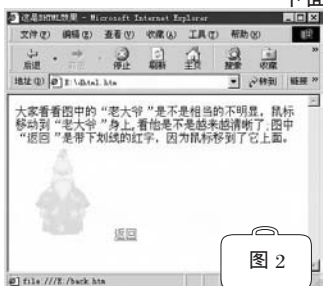 这是DHTML效果 - Microsoft Internet Explorer
文件(F) 编辑(E) 查看(V) 收藏(A) 工具(T) 帮助(H)
后退 停止 刷新 主页 搜索 收藏
地址(D) E:\dhtml.htm 转到 链接 »
大家看看图中的“老大爷”是不是相当的不明显，鼠标
移动到“老大爷”身上，看他是不是越来越清晰了；图中
“返回”是带下划线的红字，因为鼠标移到了它上面。
返回
图 2
file:///E:/back.htm